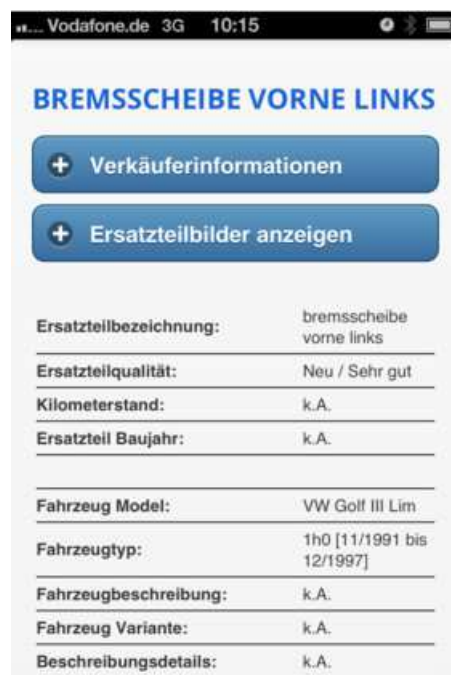 Vodafone.de 3G 10:15
BREMSSCHEIBE VORNE LINKS
Verkäuferinformationen
Ersatzteilbilder anzeigen
Ersatzteilbezeichnung: bremsscheibe
vorne links
Ersatzteilqualität: Neu / Sehr gut
Kilometerstand: k.A.
Ersatzteil Baujahr: k.A.
Fahrzeug Model: VW Golf III Lim
Fahrzeugtyp: 1h0 [11/1991 bis
12/1997]
Fahrzeugbeschreibung: k.A.
Fahrzeug Variante: k.A.
Beschreibungsdetails: k.A.